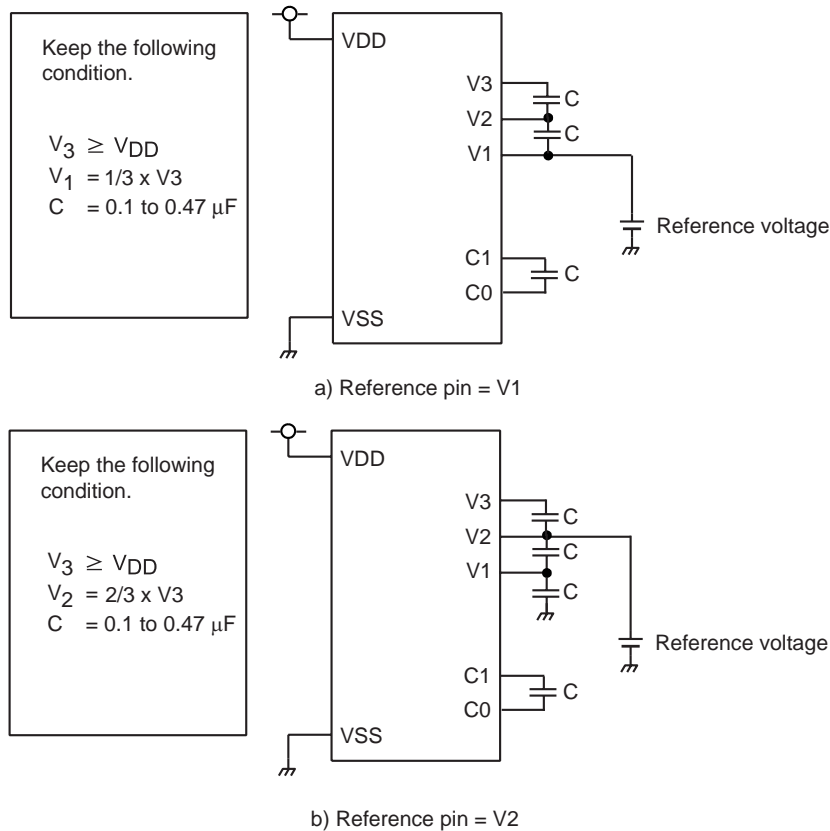 Keep the following
condition.
V3 ≥ VDD
V1 = 1/3 x V3
C = 0.1 to 0.47 μF
VDD
V3
C
V2
C
V1
Reference voltage
C1
C
C0
VSS
a) Reference pin = V1
Keep the following
condition.
V3 ≥ VDD
V2 = 2/3 x V3
C = 0.1 to 0.47 μF
VDD
V3
C
V2
C
V1
C
Reference voltage
C1
C
C0
VSS
b) Reference pin = V2